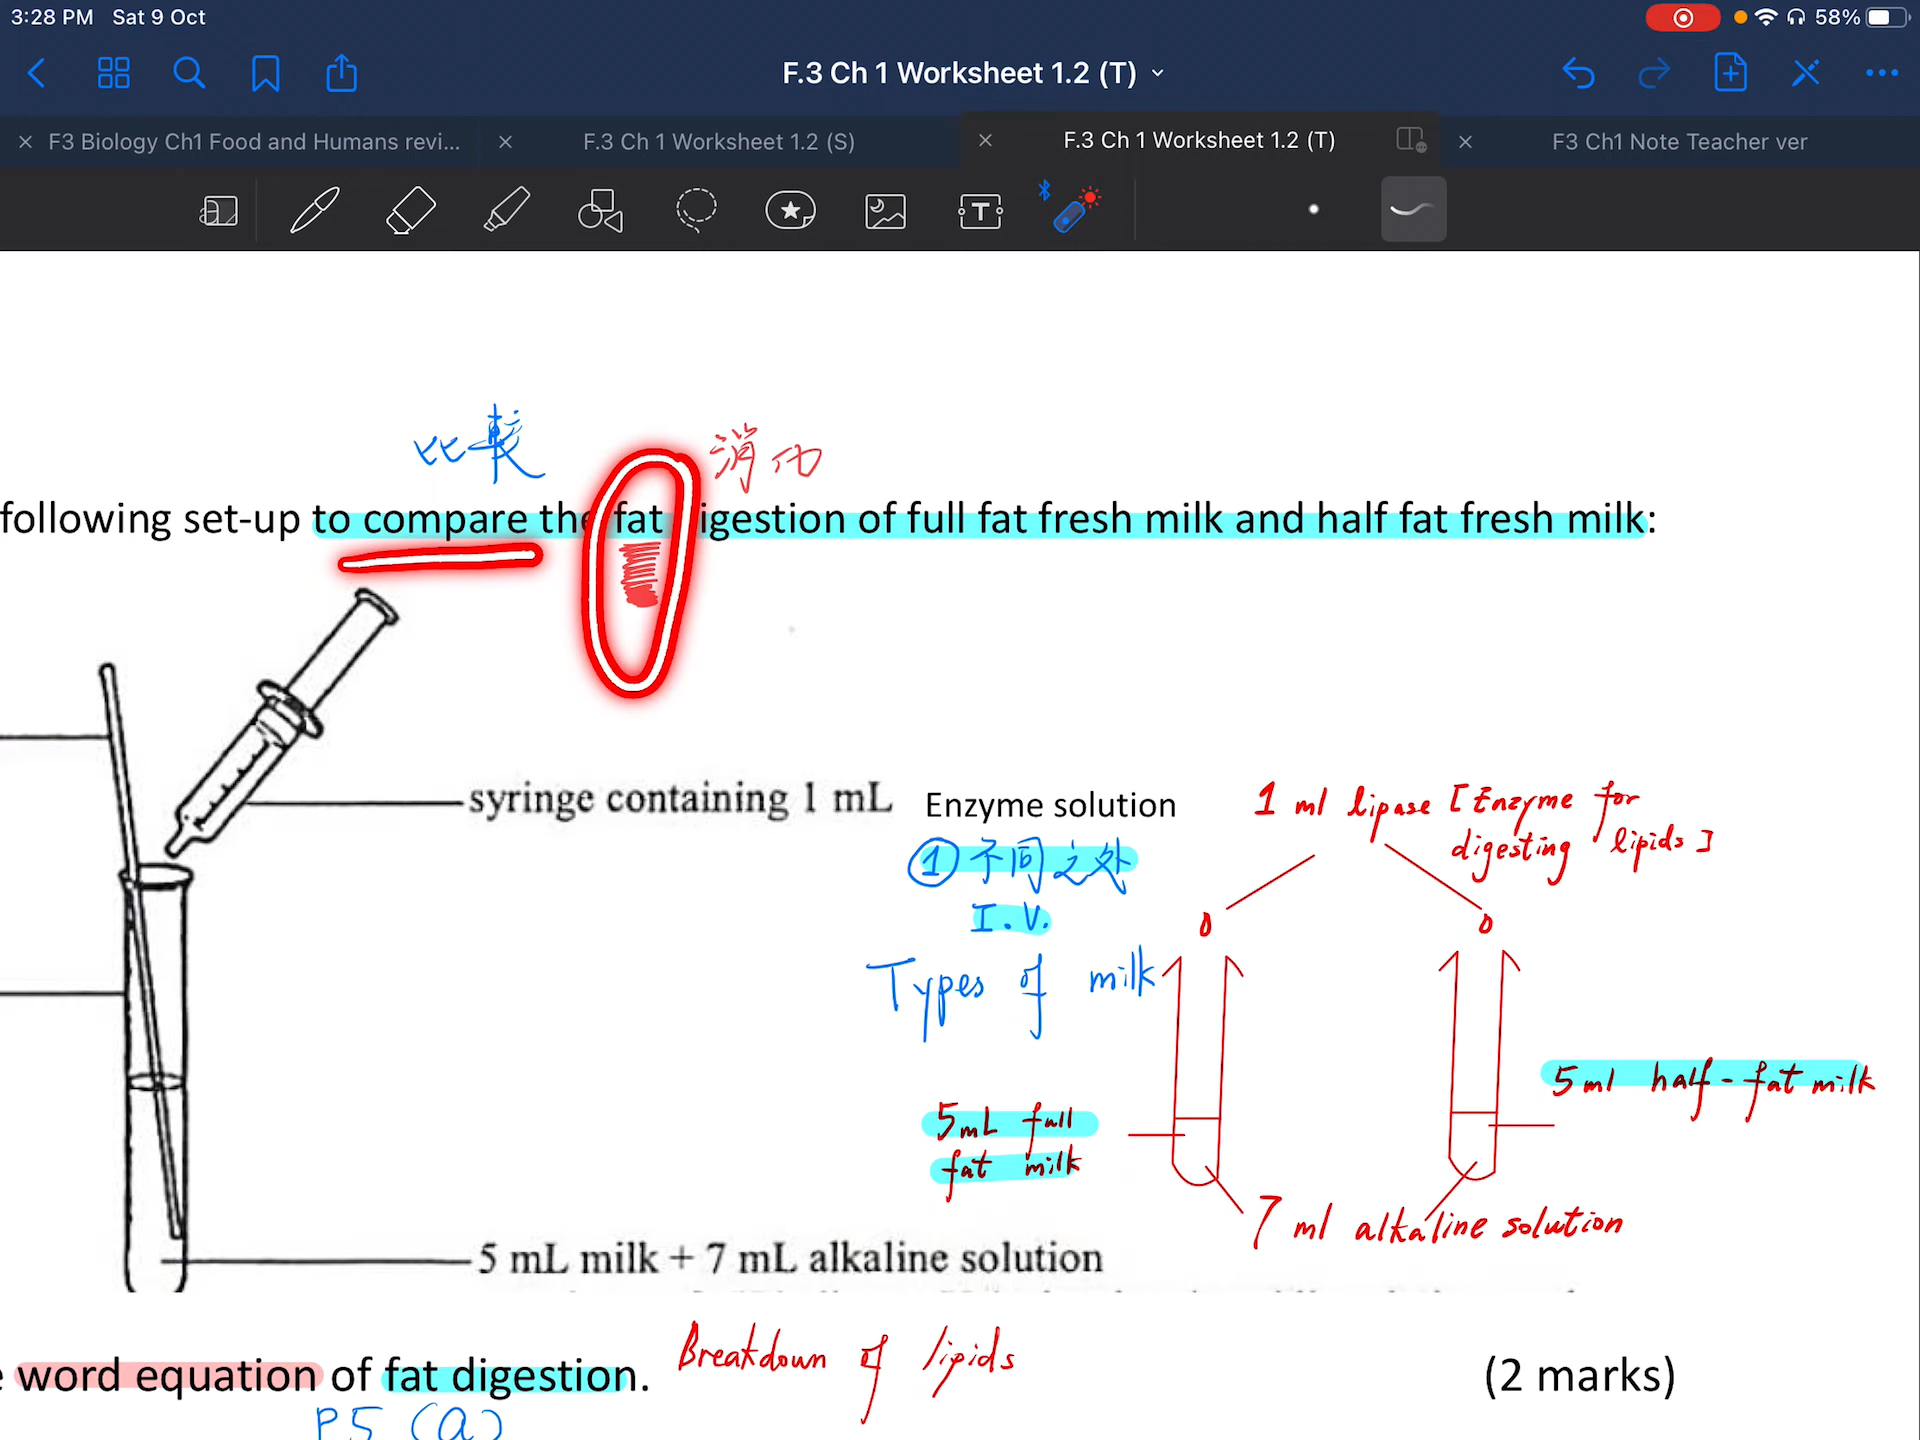 3:28 PM Sat 9 Oct
58%
F.3 Ch 1 Worksheet 1.2 (T)
F3 Biology Ch1 Food and Humans revi...
F.3 Ch 1 Worksheet 1.2 (S)
F.3 Ch 1 Worksheet 1.2 (T)
F3 Ch1 Note Teacher ver
比較
消化
following set-up to compare the fat igestion of full fat fresh milk and half fat fresh milk:
syringe containing 1 mL Enzyme solution
1 ml lipase [Enzyme for
digesting lipids]
① 不同之処
I.V.
Types of milk
5ml half-fat milk
5mL full
fat milk
7 ml alkaline solution
5 mL milk + 7 mL alkaline solution
Breakdown of lipids
word equation of fat digestion.
(2 marks)
P5 (a)